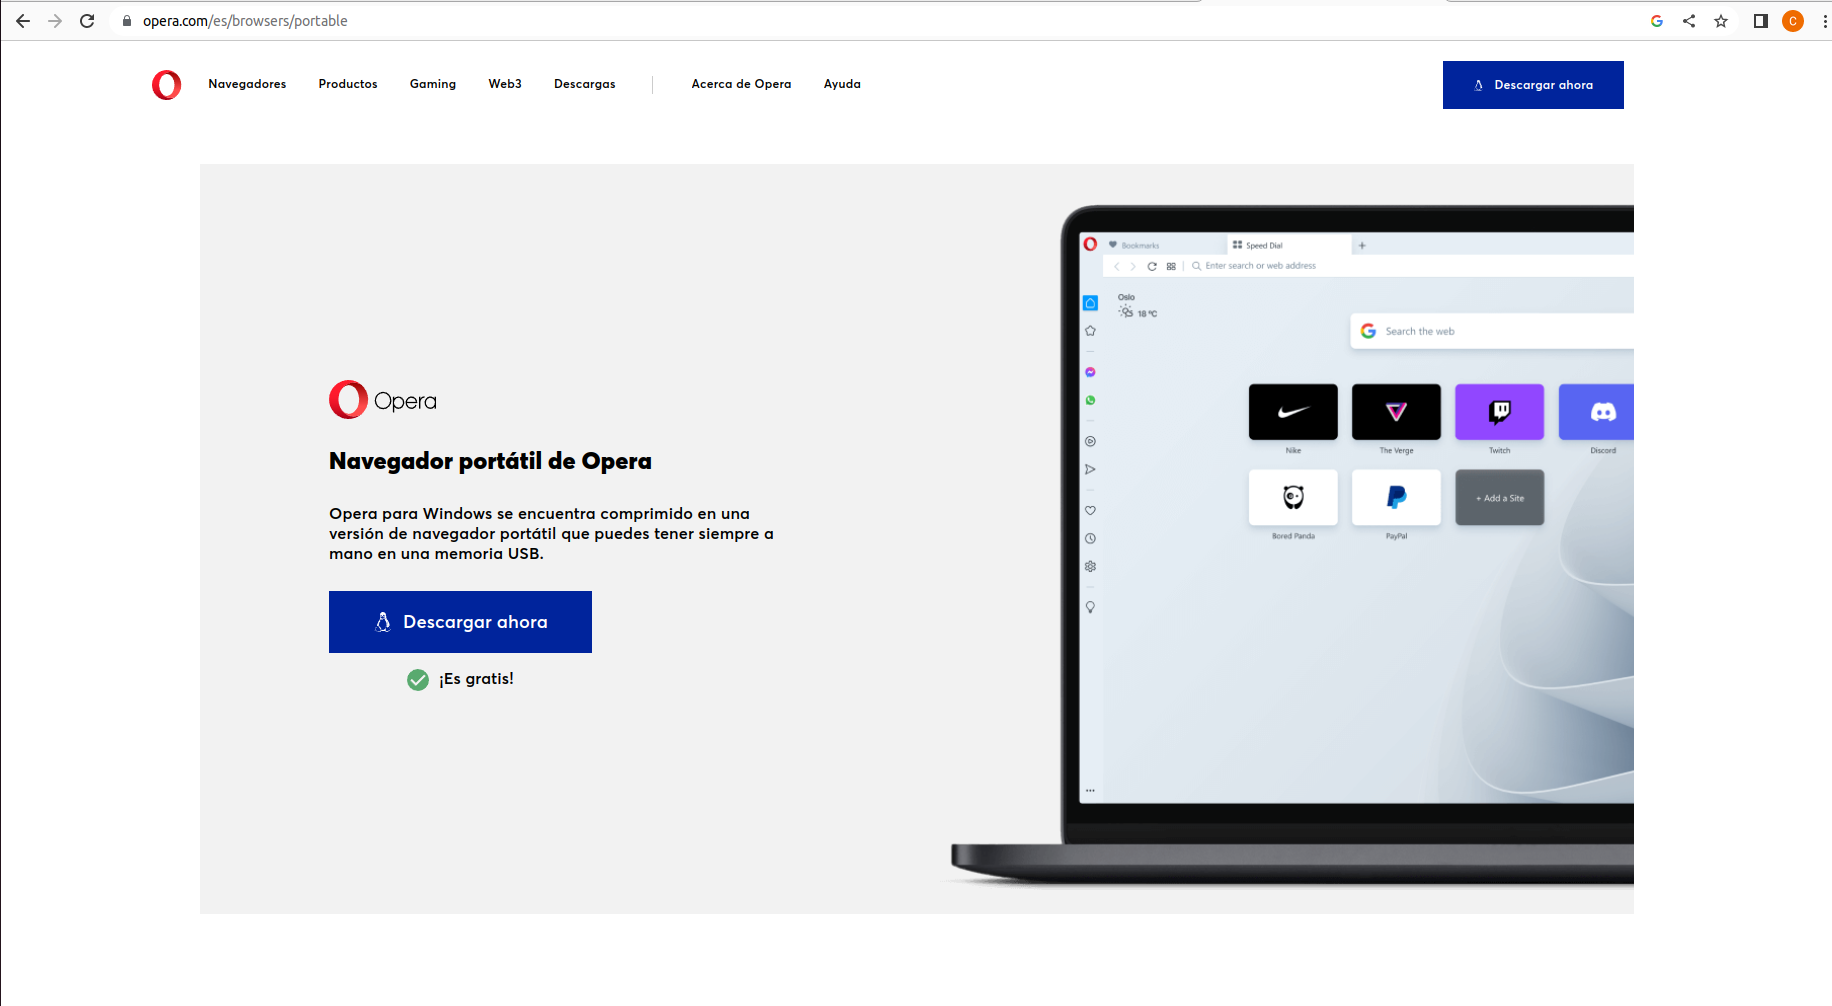 opera.com/es/browsers/portable
C
Navegadores Productos Gaming Web3 Descargas Acerca de Opera Ayuda
Descargar ahora
Opera
Navegador portátil de Opera
Opera para Windows se encuentra comprimido en una
versión de navegador portátil que puedes tener siempre a
mano en una memoria USB.
Descargar ahora
¡Es gratis!
Bookmarks Speed Dial
Enter search or web address
Oslo
18 °C
Search the web
Nike The Verge Twitch Discord
+ Add a Site
Bored Panda PayPal